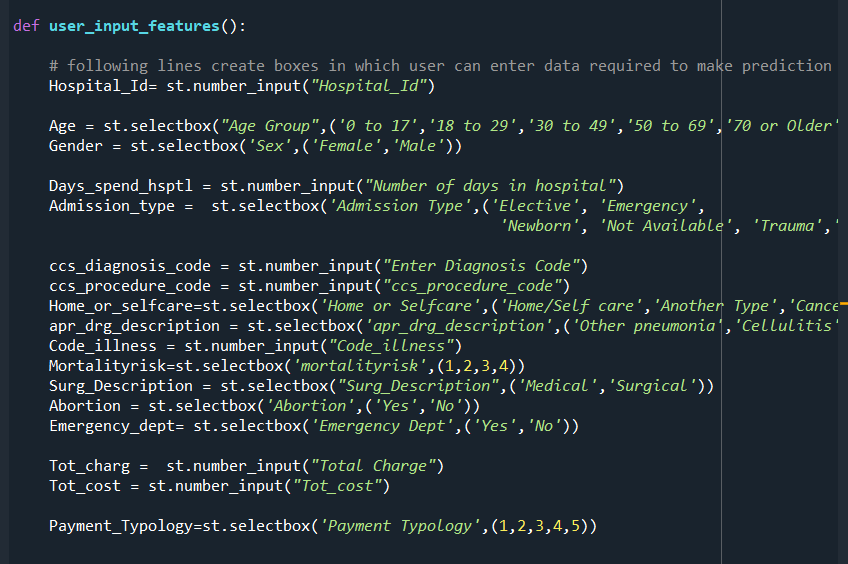 def user_input_features():
# following lines create boxes in which user can enter data required to make prediction
Hospital_Id= st.number_input("Hospital_Id")
Age = st.selectbox("Age Group",('0 to 17','18 to 29','30 to 49','50 to 69','70 or Older'
Gender = st.selectbox('Sex',('Female','Male'))
Days_spend_hsptl = st.number_input("Number of days in hospital")
Admission_type =  st.selectbox('Admission Type',('Elective', 'Emergency',
'Newborn', 'Not Available', 'Trauma','
ccs_diagnosis_code = st.number_input("Enter Diagnosis Code")
ccs_procedure_code = st.number_input("ccs_procedure_code")
Home_or_selfcare=st.selectbox('Home or Selfcare',('Home/Self care','Another Type','Cance
apr_drg_description = st.selectbox('apr_drg_description',('Other pneumonia','Cellulitis'
Code_illness = st.number_input("Code_illness")
Mortalityrisk=st.selectbox('mortalityrisk',(1,2,3,4))
Surg_Description = st.selectbox("Surg_Description",('Medical','Surgical'))
Abortion = st.selectbox('Abortion',('Yes','No'))
Emergency_dept= st.selectbox('Emergency Dept',('Yes','No'))
Tot_charg =  st.number_input("Total Charge")
Tot_cost = st.number_input("Tot_cost")
Payment_Typology=st.selectbox('Payment Typology',(1,2,3,4,5))